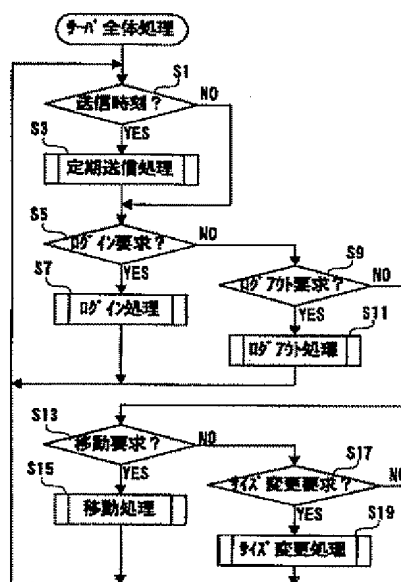 サーバ全体処理
S1
送信時刻?
NO
YES
S3
定期送信処理
S5
ログイン要求?
NO
YES
S7
ログイン処理
S9
ログアウト要求?
NO
YES
S11
ログアウト処理
S13
移動要求?
NO
YES
S15
移動処理
S17
サイズ変更要求?
NO
YES
S19
サイズ変更処理